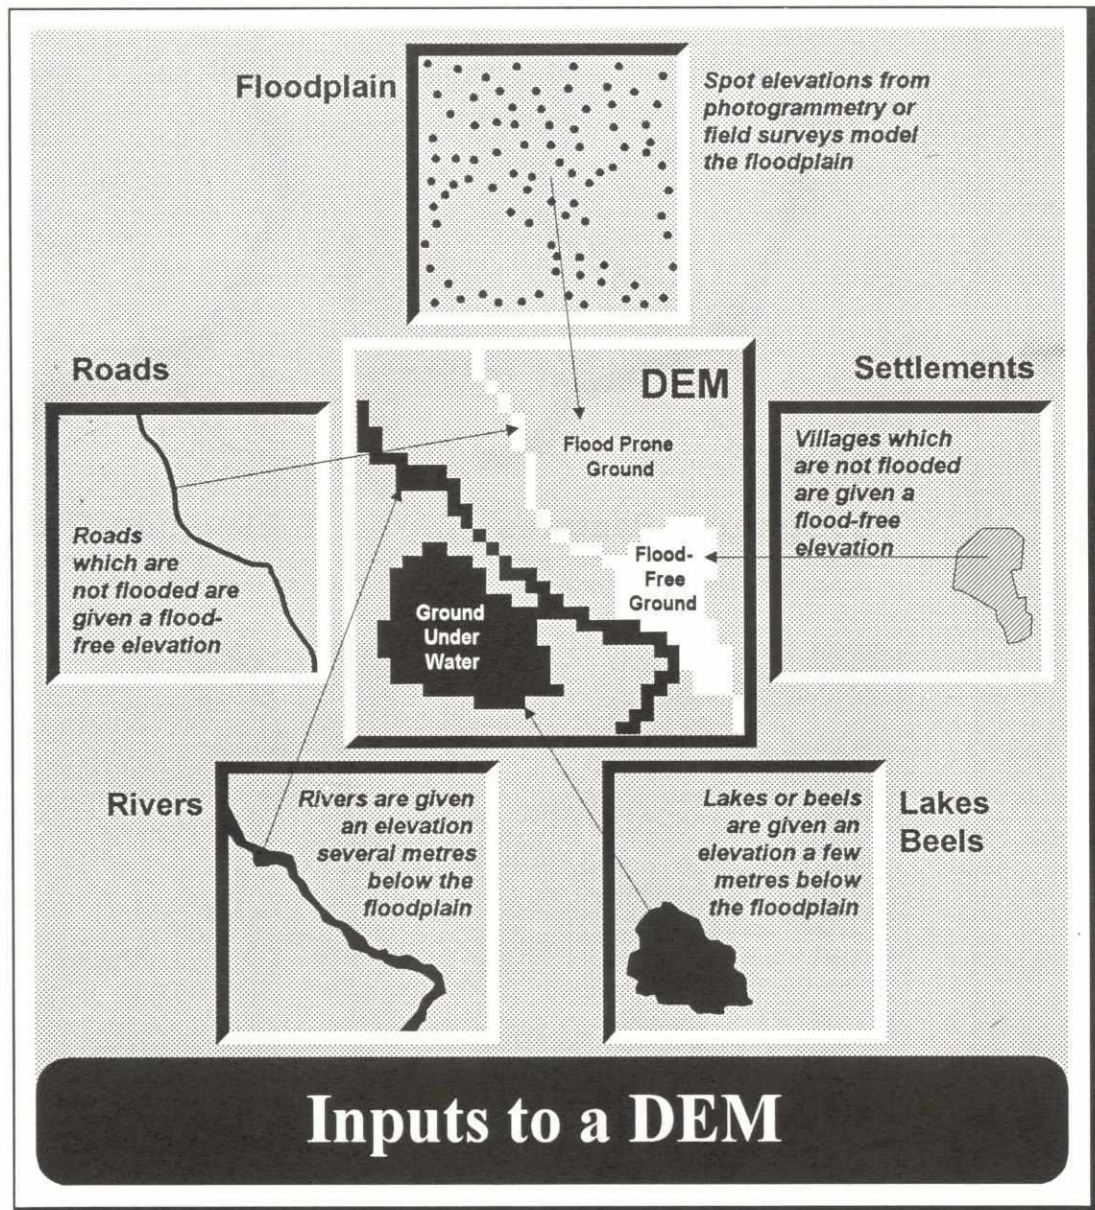 Floodplain
Spot elevations from
photogrammetry or
field surveys model
the floodplain
Roads
Roads
which are
not flooded are
given a flood-
free elevation
DEM
Flood Prone
Ground
Flood-
Free
Ground
Ground
Under
Water
Settlements
Villages which
are not flooded
are given a
flood-free
elevation
Rivers
Rivers are given
an elevation
several metres
below the
floodplain
Lakes or beels
are given an
elevation a few
metres below
the floodplain
Lakes
Beels
Inputs to a DEM